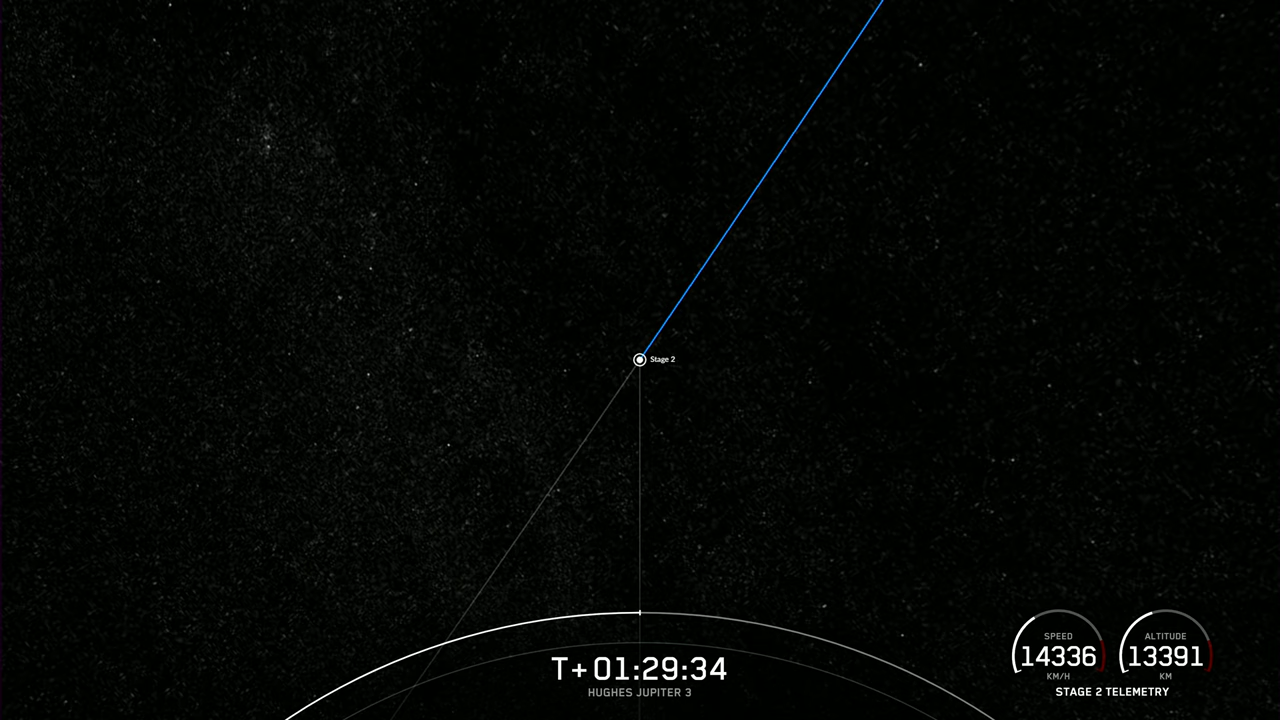 Stage 2
T+01:29:34
HUGHES JUPITER 3
SPEED
14336
KM/H
ALTITUDE
13391
KM
STAGE 2 TELEMETRY